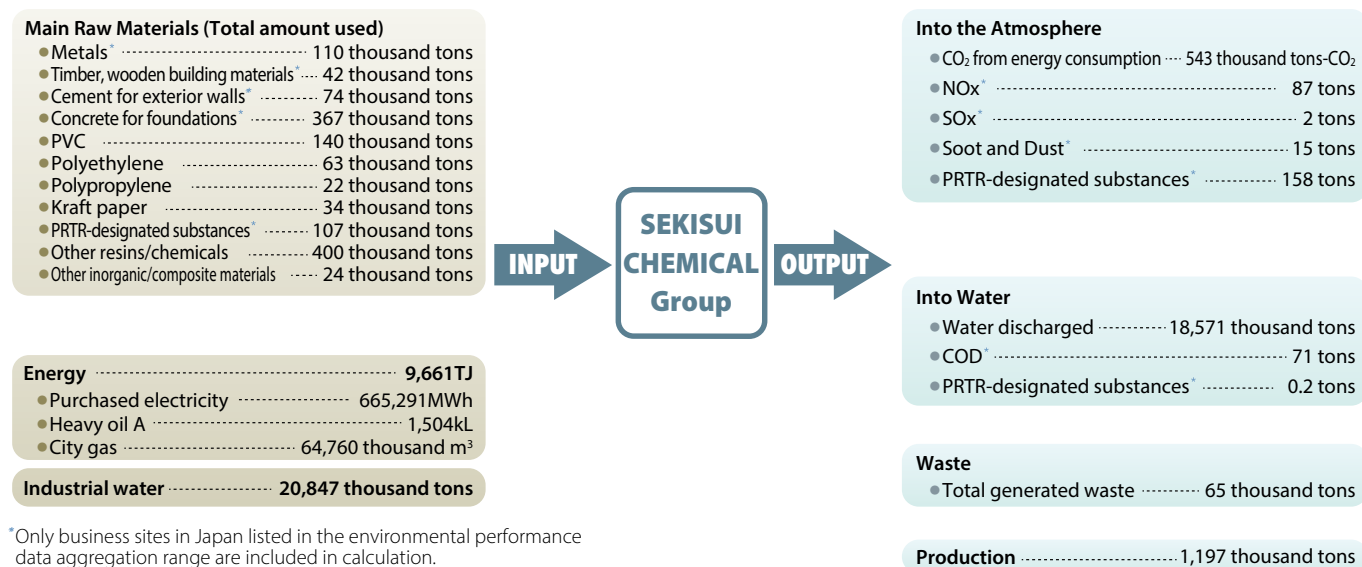 Main Raw Materials (Total amount used)
●Metals* 110 thousand tons
●Timber, wooden building materials* 42 thousand tons
●Cement for exterior walls* 74 thousand tons
●Concrete for foundations* 367 thousand tons
●PVC 140 thousand tons
●Polyethylene 63 thousand tons
●Polypropylene 22 thousand tons
●Kraft paper 34 thousand tons
●PRTR-designated substances* 107 thousand tons
●Other resins/chemicals 400 thousand tons
●Other inorganic/composite materials 24 thousand tons
Energy 9,661TJ
●Purchased electricity 665,291MWh
●Heavy oil A 1,504kL
●City gas 64,760 thousand m³
Industrial water 20,847 thousand tons
*Only business sites in Japan listed in the environmental performance
data aggregation range are included in calculation.
INPUT
SEKISUI
CHEMICAL
Group
OUTPUT
Into the Atmosphere
●CO₂ from energy consumption 543 thousand tons-CO₂
●NOx* 87 tons
●SOx* 2 tons
●Soot and Dust* 15 tons
●PRTR-designated substances* 158 tons
Into Water
●Water discharged 18,571 thousand tons
●COD* 71 tons
●PRTR-designated substances* 0.2 tons
Waste
●Total generated waste 65 thousand tons
Production 1,197 thousand tons